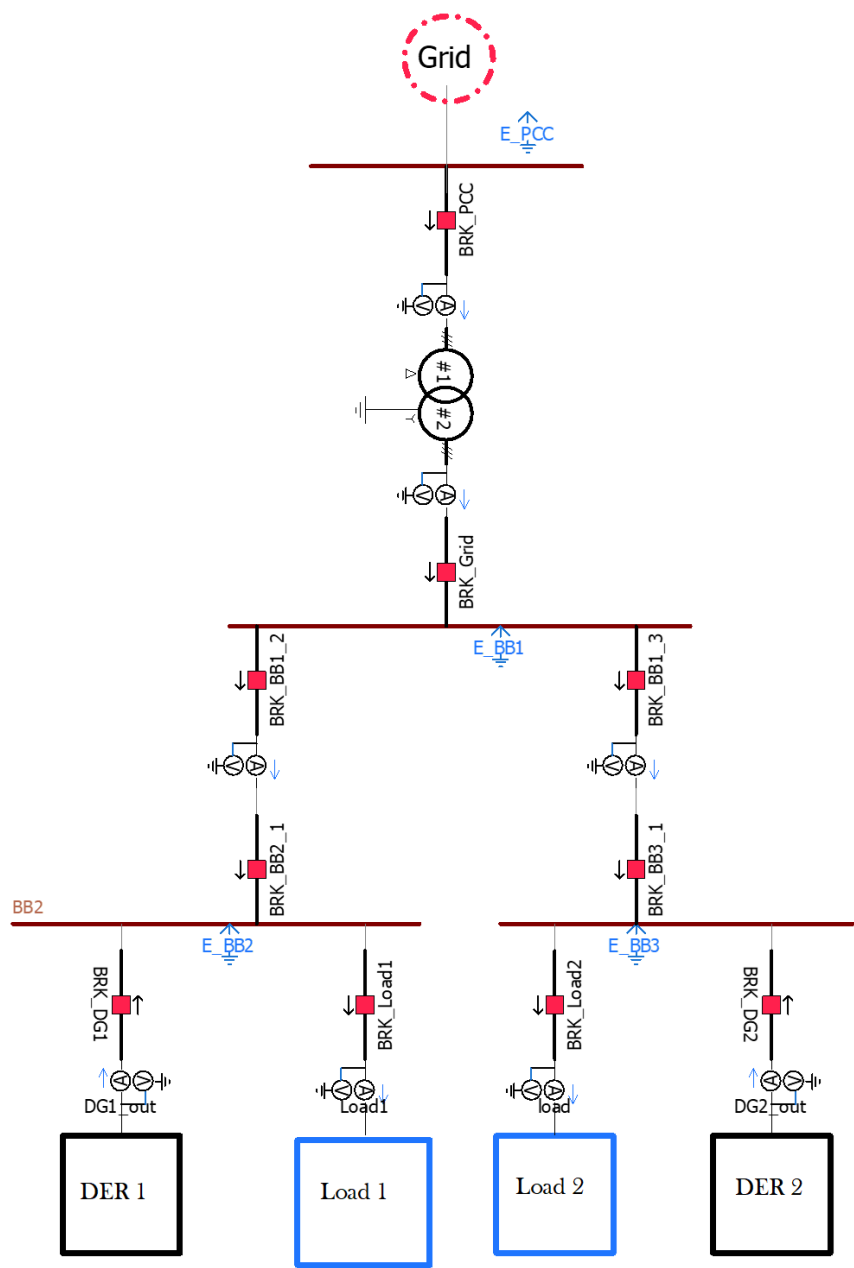 Grid
E_PCC
BRK_PCC
V
A
#1
#2
V
A
BRK_Grid
E_BB1
BRK_BB1_2
BRK_BB1_3
V
A
V
A
BRK_BB2_1
BRK_BB3_1
BB2
E_BB2
E_BB3
BRK_DG1
BRK_Load1
BRK_Load2
BRK_DG2
A
V
V
A
V
A
A
V
DG1_out
Load1
load
DG2_out
DER 1
Load 1
Load 2
DER 2